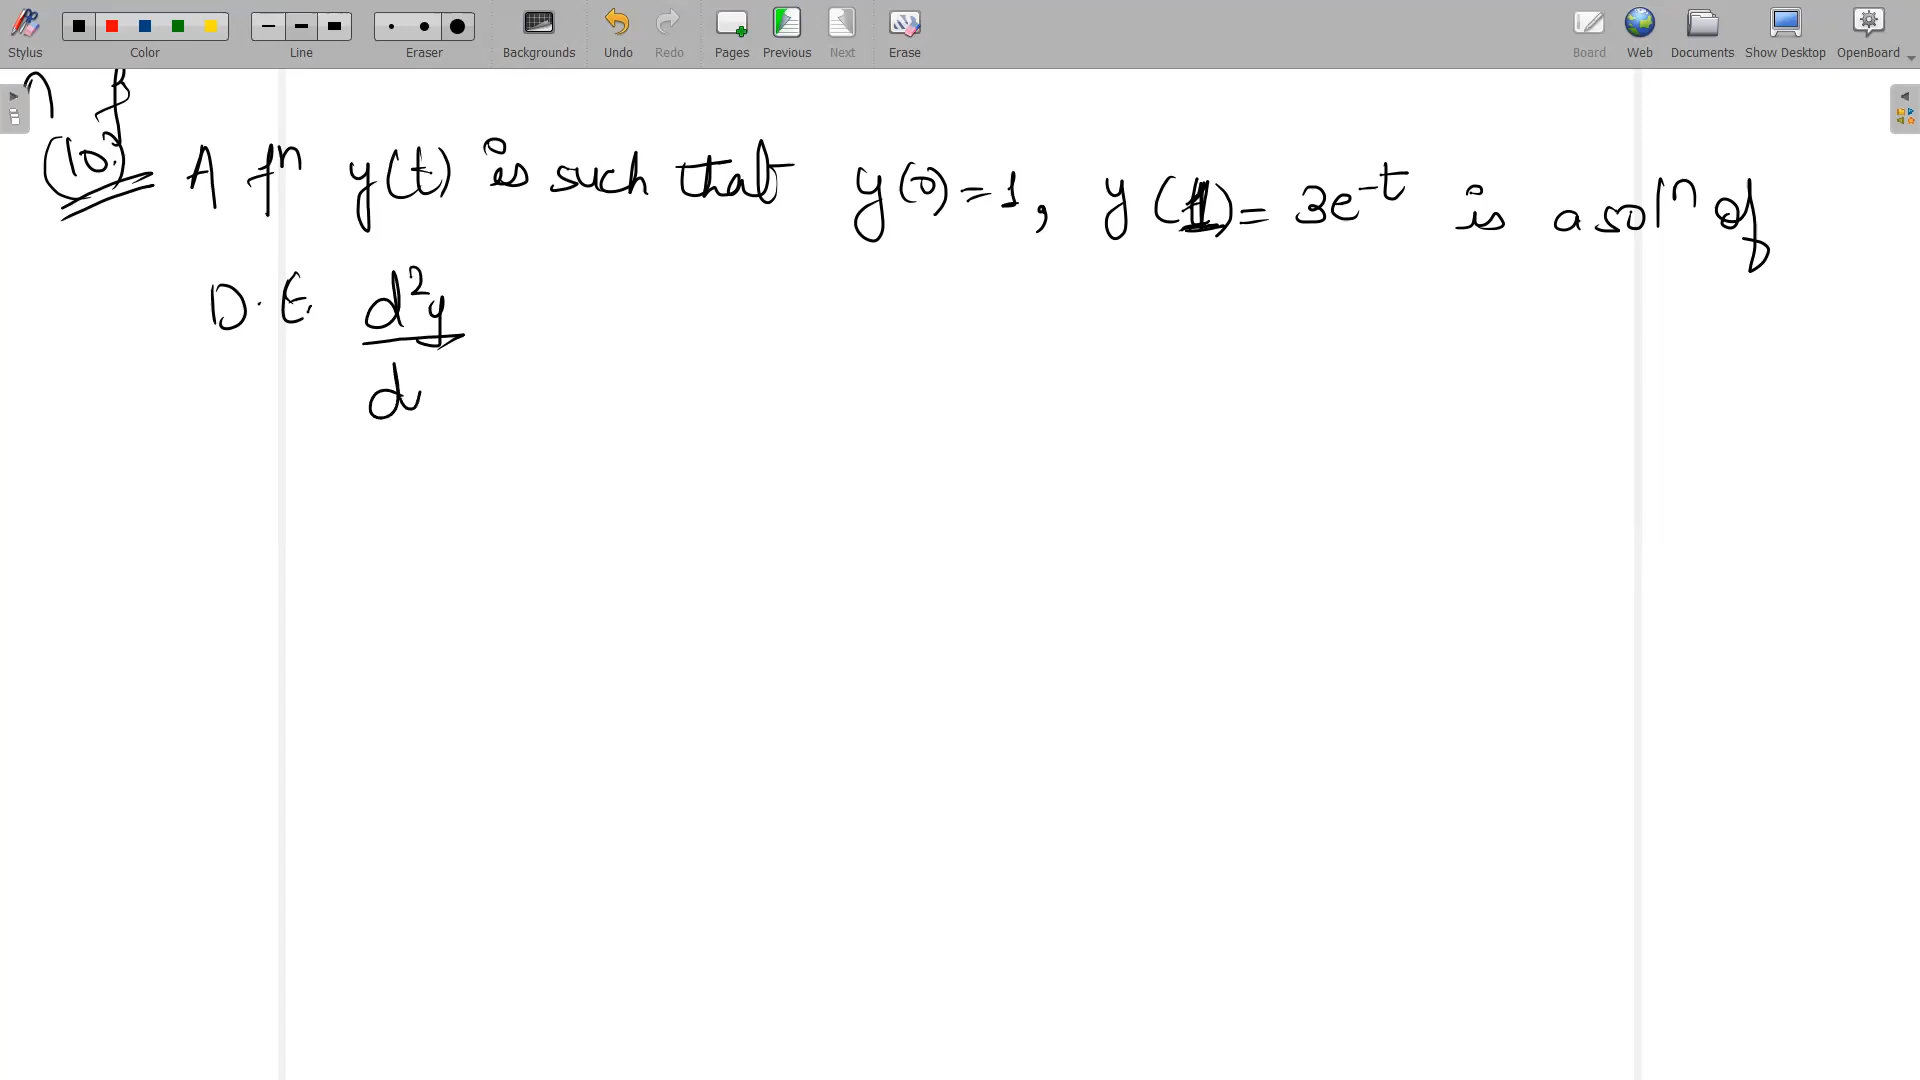 Stylus Color Line Eraser Backgrounds Undo Redo Pages Previous Next Erase Board Web Documents Show Desktop OpenBoard
(10.) A fⁿ y(t) is such that y(0)=1, y(1)=3e⁻ᵗ is a solⁿ of
D.E. d²y
d